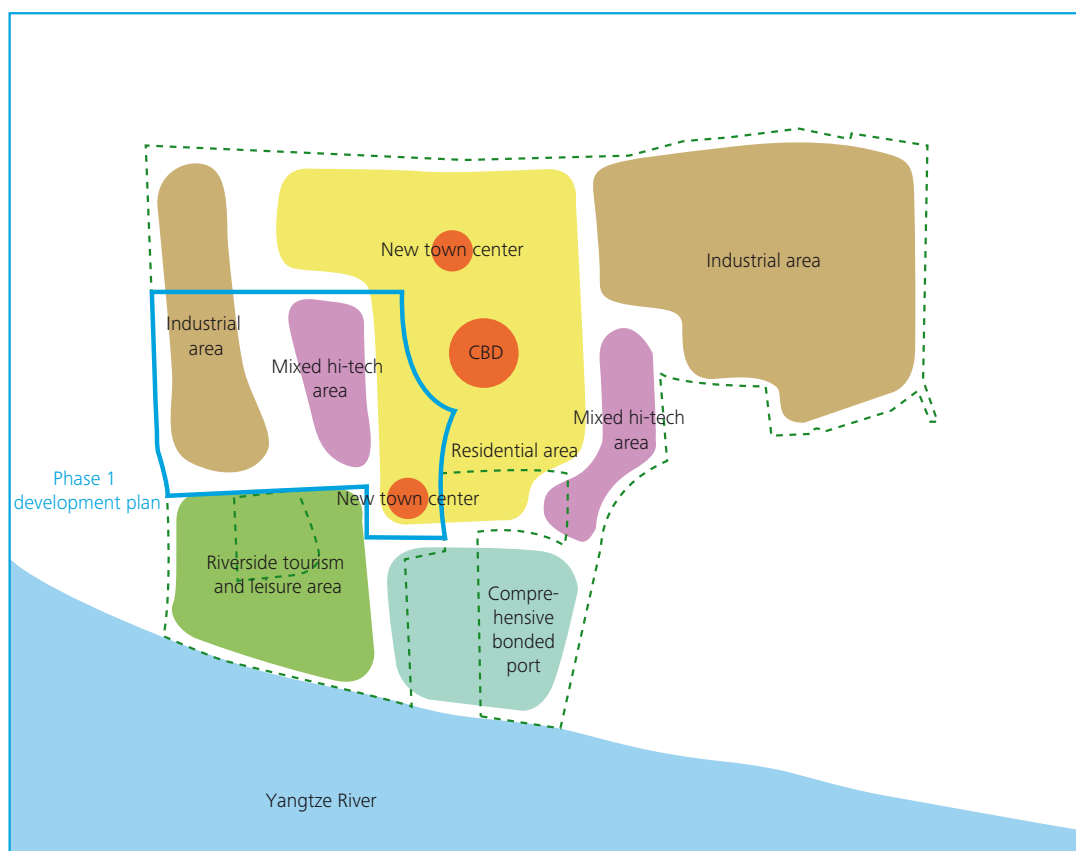 New town center
Industrial area
Industrial
area
CBD
Mixed hi-tech
area
Mixed hi-tech
area
Residential area
Phase 1
development plan
New town center
Riverside tourism
and leisure area
Compre-
hensive
bonded
port
Yangtze River